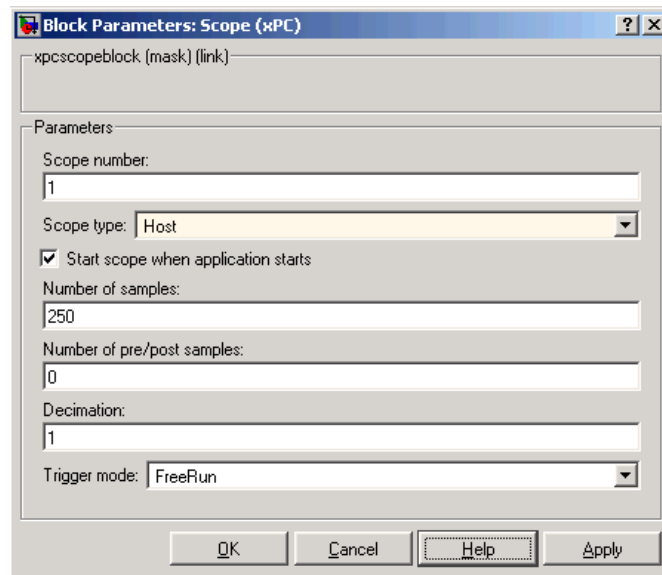 Block Parameters: Scope (xPC)
xpcscopeblock (mask) (link)
Parameters
Scope number:
1
Scope type: Host
Start scope when application starts
Number of samples:
250
Number of pre/post samples:
0
Decimation:
1
Trigger mode: FreeRun
OK Cancel Help Apply